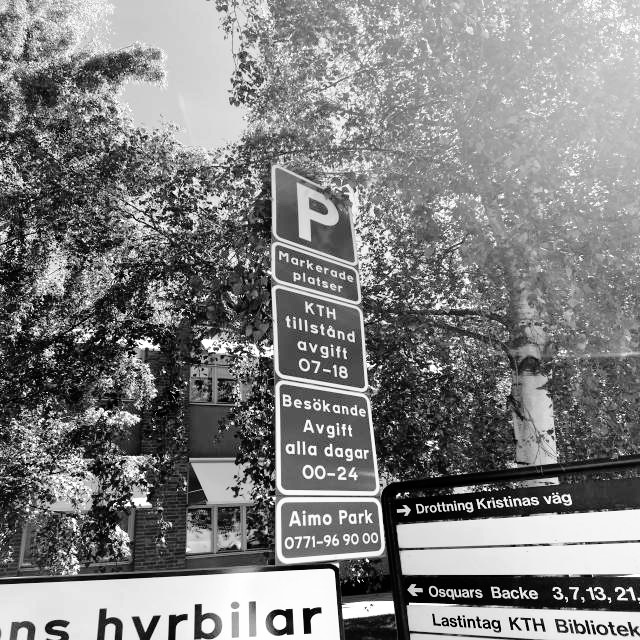 P
Markerade
platser
KTH
tillstånd
avgift
07-18
Besökande
Avgift
alla dagar
00-24
Aimo Park
0771-96 90 00
→ Drottning Kristinas väg
← Osquars Backe 3,7,13,21,
Lastintag KTH Bibliotek
ons hyrbilar